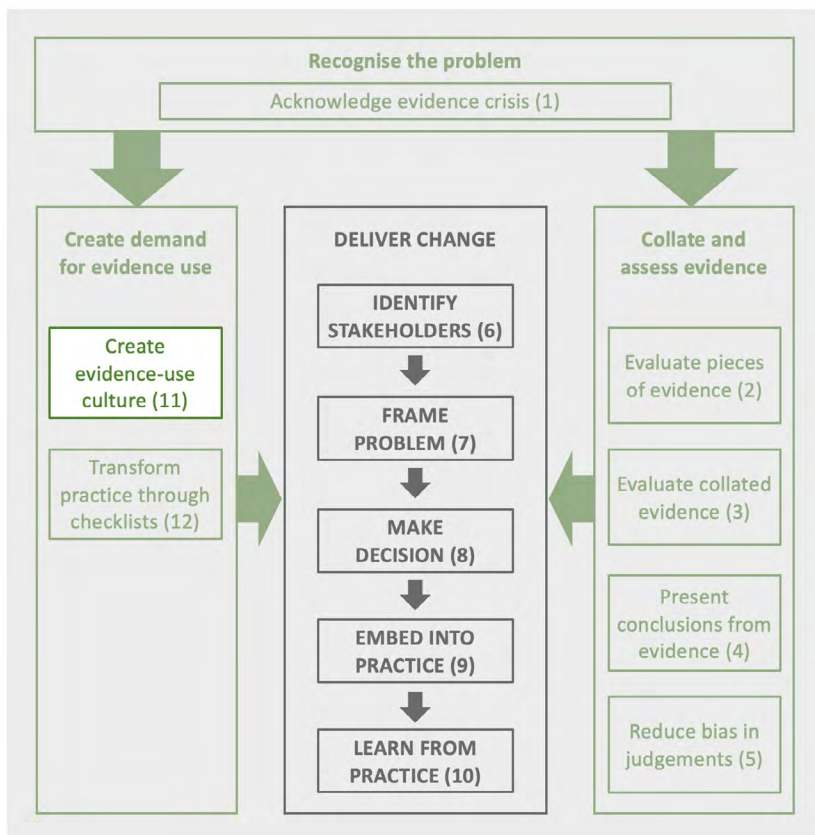 Recognise the problem
Acknowledge evidence crisis (1)
Create demand
for evidence use
Create
evidence-use
culture (11)
Transform
practice through
checklists (12)
DELIVER CHANGE
IDENTIFY
STAKEHOLDERS (6)
FRAME
PROBLEM (7)
MAKE
DECISION (8)
EMBED INTO
PRACTICE (9)
LEARN FROM
PRACTICE (10)
Collate and
assess evidence
Evaluate pieces
of evidence (2)
Evaluate collated
evidence (3)
Present
conclusions from
evidence (4)
Reduce bias in
judgements (5)